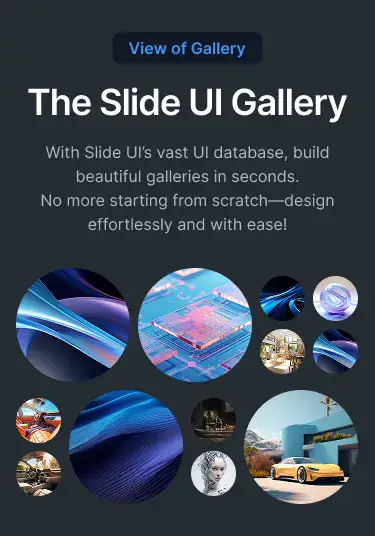 View of Gallery
The Slide UI Gallery
With Slide UI’s vast UI database, build
beautiful galleries in seconds.
No more starting from scratch—design
effortlessly and with ease!